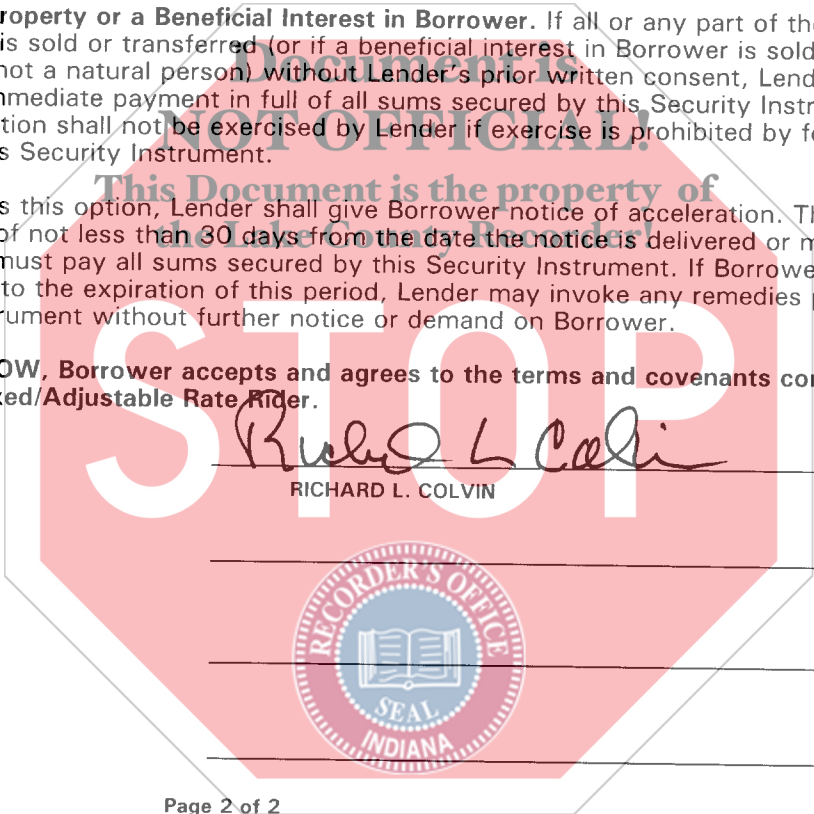 roperty or a Beneficial Interest in Borrower. If all or any part of the
is sold or transferred (or if a beneficial interest in Borrower is sold
not a natural person) without Lender's prior written consent, Lend
nmediate payment in full of all sums secured by this Security Instr
tion shall not be exercised by Lender if exercise is prohibited by fe
s Security Instrument.
s this option, Lender shall give Borrower notice of acceleration. Th
of not less than 30 days from the date the notice is delivered or m
must pay all sums secured by this Security Instrument. If Borrowe
to the expiration of this period, Lender may invoke any remedies p
rument without further notice or demand on Borrower.
OW, Borrower accepts and agrees to the terms and covenants con
ked/Adjustable Rate Rider.
Richard L Colvin
RICHARD L. COLVIN
Page 2 of 2
Document is
NOT OFFICIAL!
This Document is the property of
the Lake County Recorder!
STOP
RECORDER'S OFFICE
SEAL
INDIANA